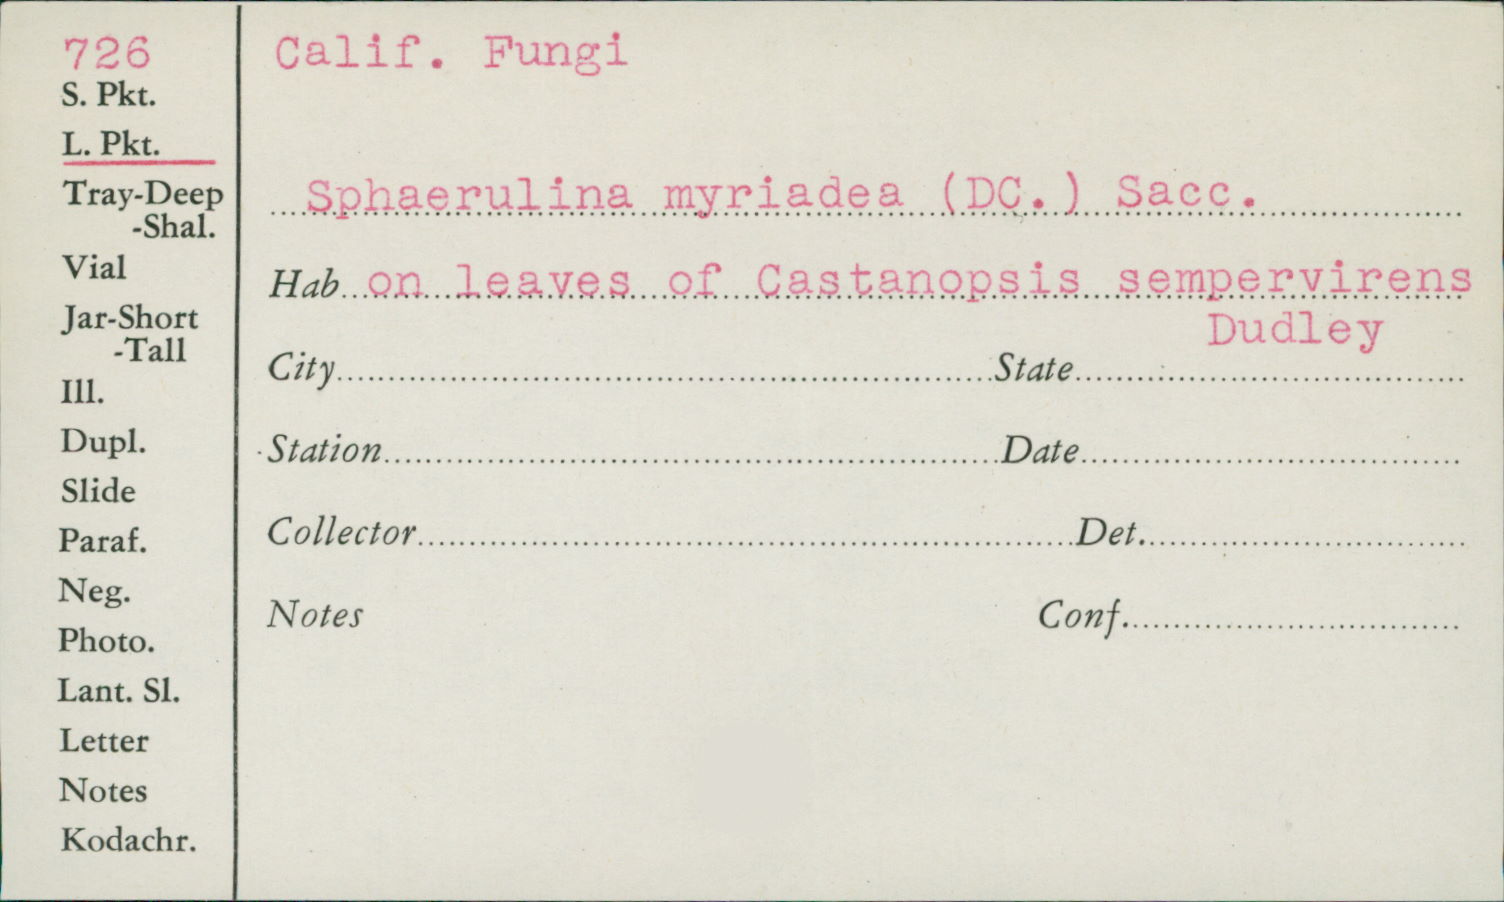 726
S. Pkt.
L. Pkt.
Tray-Deep
-Shal.
Vial
Jar-Short
-Tall
Ill.
Dupl.
Slide
Paraf.
Neg.
Photo.
Lant. Sl.
Letter
Notes
Kodachr.
Calif. Fungi
Sphaerulina myriadea (DC.) Sacc.
Hab on leaves of Castanopsis sempervirens
Dudley
City State
Station Date
Collector Det.
Notes Conf.